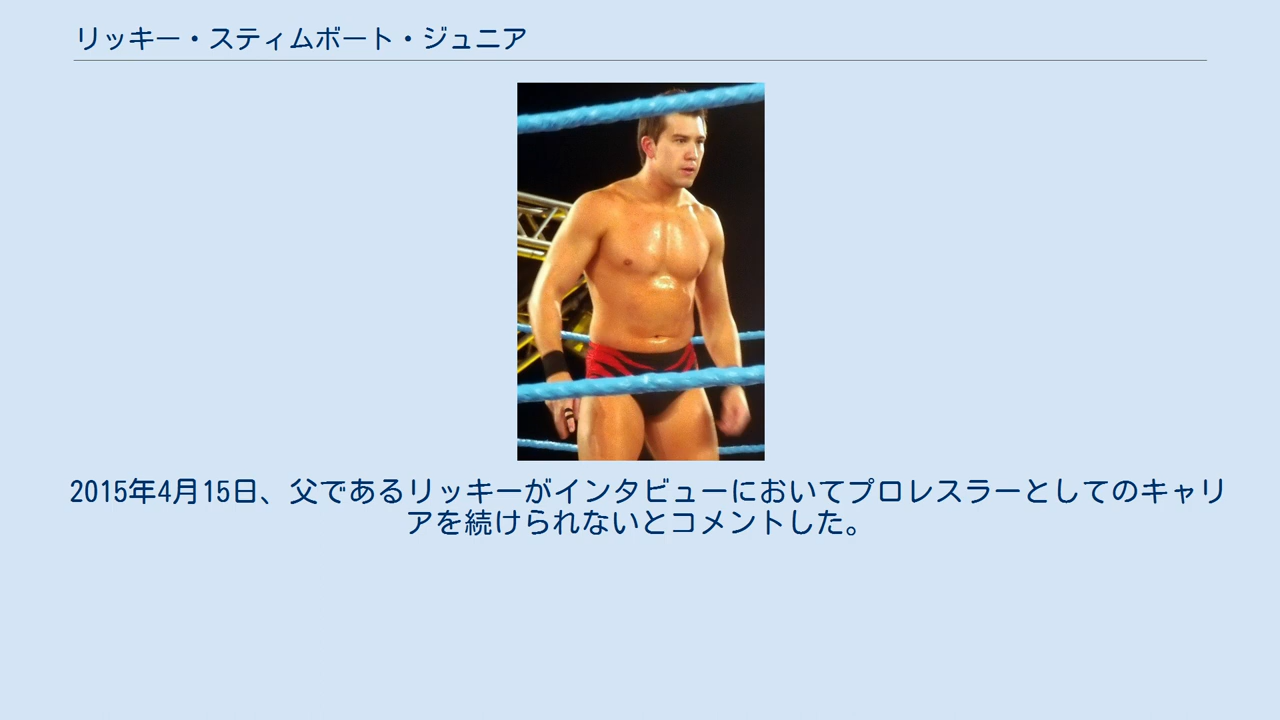 リッキー・スティムボート・ジュニア
2015年4月15日、父であるリッキーがインタビューにおいてプロレスラーとしてのキャリ
アを続けられないとコメントした。